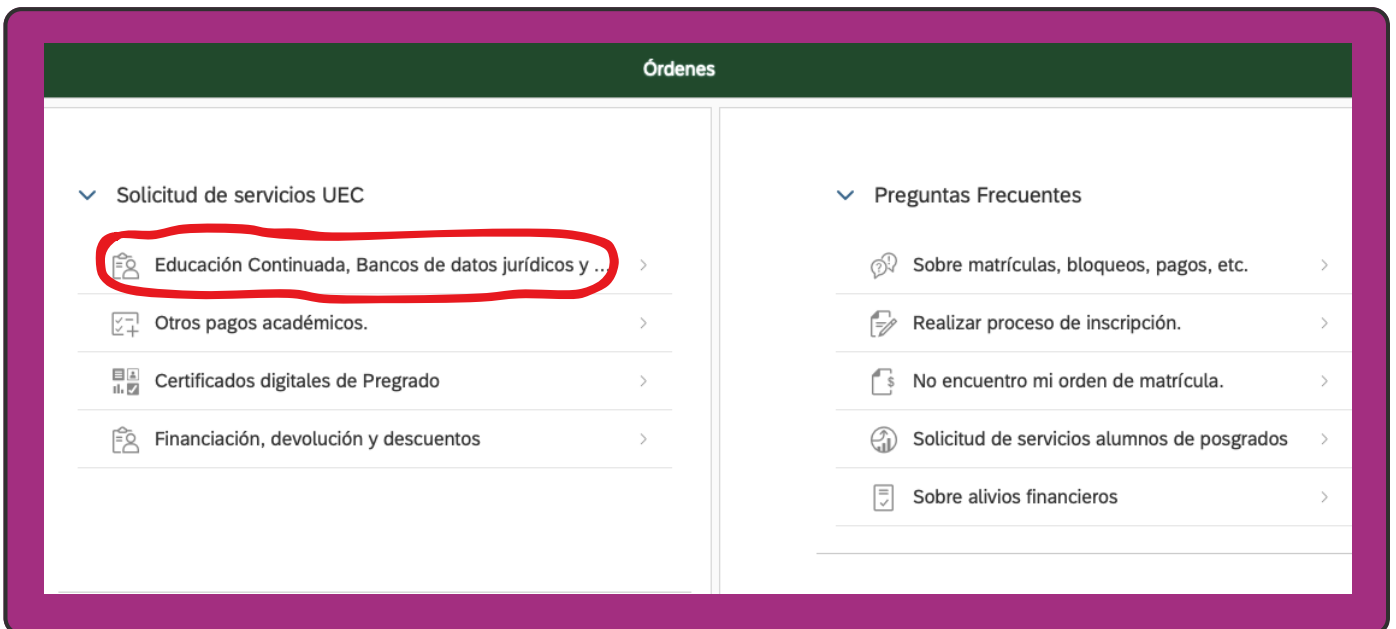 Órdenes
Solicitud de servicios UEC
Educación Continuada, Bancos de datos jurídicos y ...
Otros pagos académicos.
Certificados digitales de Pregrado
Financiación, devolución y descuentos
Preguntas Frecuentes
Sobre matrículas, bloqueos, pagos, etc.
Realizar proceso de inscripción.
No encuentro mi orden de matrícula.
Solicitud de servicios alumnos de posgrados
Sobre alivios financieros